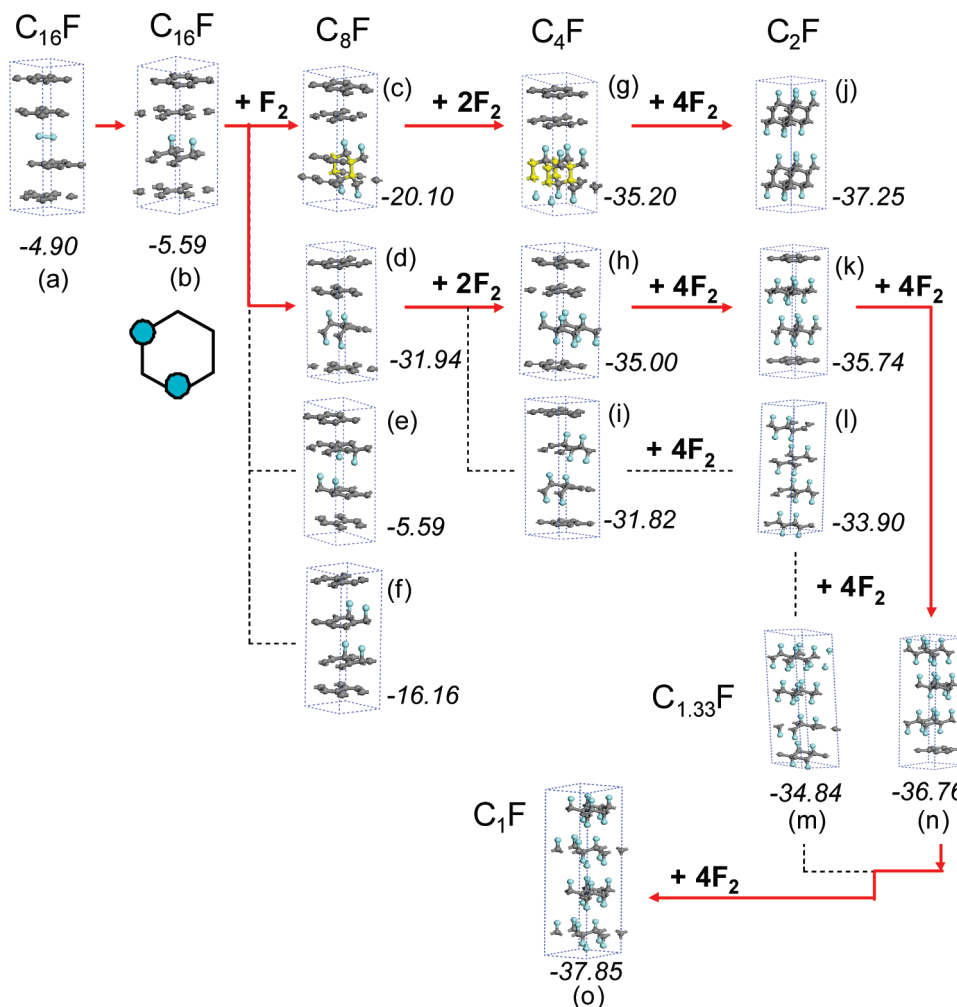 C₁₆F C₁₆F C₈F C₄F C₂F
+ F₂ (c) + 2F₂ (g) + 4F₂ (j)
-20.10 -35.20 -37.25
-4.90 -5.59
(a) (b)
(d) + 2F₂ (h) + 4F₂ (k) + 4F₂
-31.94 -35.00 -35.74
(e) (i) + 4F₂ (l)
-5.59 -31.82 -33.90
(f) + 4F₂
-16.16
C₁.₃₃F
-34.84 -36.76
(m) (n)
C₁F
+ 4F₂
-37.85
(o)